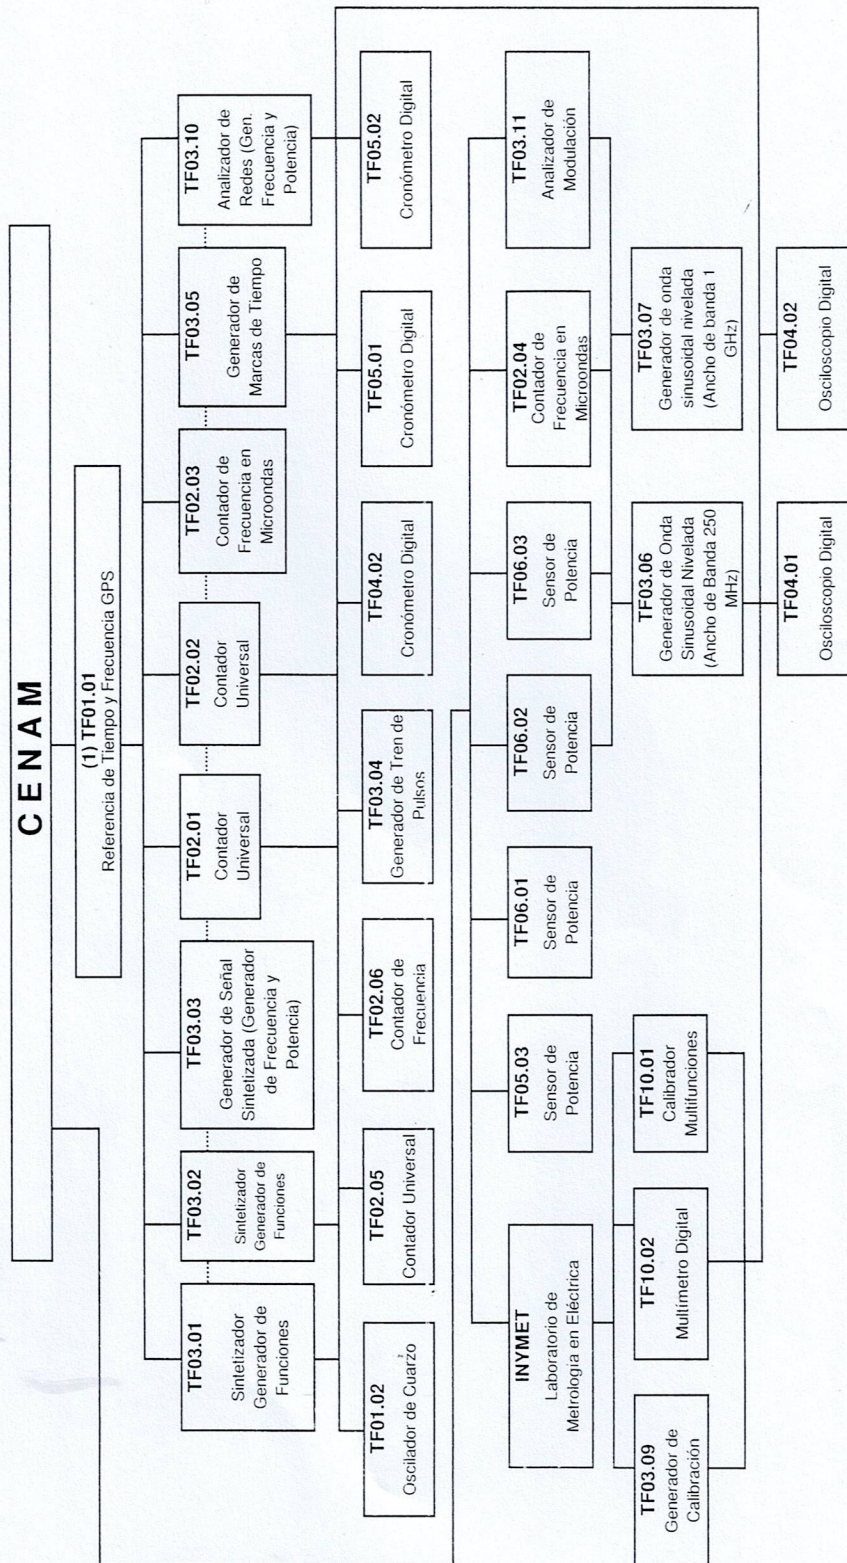 C E N A M
(1) TF01.01
Referencia de Tiempo y Frecuencia GPS
TF03.01
Sintetizador
Generador de
Funciones
TF03.02
Sintetizador
Generador de
Funciones
TF03.03
Generador de Señal
Sintetizada (Generador
de Frecuencia y
Potencia)
TF02.01
Contador
Universal
TF02.02
Contador
Universal
TF02.03
Contador de
Frecuencia en
Microondas
TF03.05
Generador de
Marcas de Tiempo
TF03.10
Analizador de
Redes (Gen.
Frecuencia y
Potencia)
TF01.02
Oscilador de Cuarzo
TF02.05
Contador Universal
TF02.06
Contador de
Frecuencia
TF03.04
Generador de Tren de
Pulsos
TF04.02
Cronómetro Digital
TF05.01
Cronómetro Digital
TF05.02
Cronómetro Digital
INYMET
Laboratorio de
Metrología en Eléctrica
TF05.03
Sensor de
Potencia
TF06.01
Sensor de
Potencia
TF06.02
Sensor de
Potencia
TF06.03
Sensor de
Potencia
TF02.04
Contador de
Frecuencia en
Microondas
TF03.11
Analizador de
Modulación
TF03.09
Generador de
Calibración
TF10.02
Multímetro Digital
TF10.01
Calibrador
Multifunciones
TF03.06
Generador de Onda
Sinusoidal Nivelada
(Ancho de Banda 250
MHz)
TF03.07
Generador de onda
sinusoidal nivelada
(Ancho de banda 1
GHz)
TF04.01
Osciloscopio Digital
TF04.02
Osciloscopio Digital